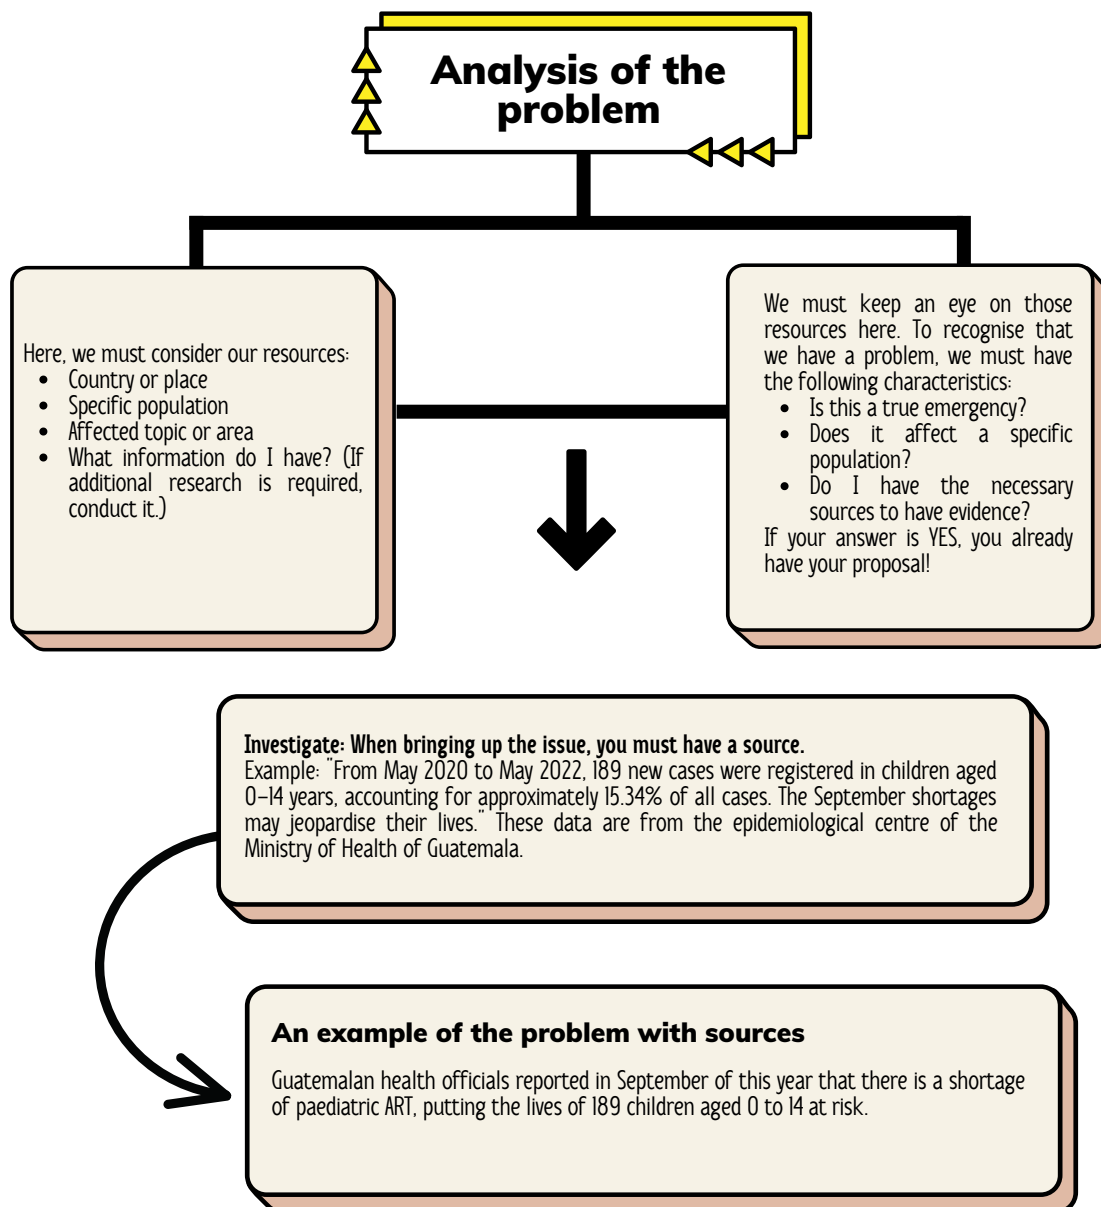 Analysis of the
problem
Here, we must consider our resources:
• Country or place
• Specific population
• Affected topic or area
• What information do I have? (If
additional research is required,
conduct it.)
We must keep an eye on those
resources here. To recognise that
we have a problem, we must have
the following characteristics:
• Is this a true emergency?
• Does it affect a specific
population?
• Do I have the necessary
sources to have evidence?
If your answer is YES, you already
have your proposal!
Investigate: When bringing up the issue, you must have a source.
Example: "From May 2020 to May 2022, 189 new cases were registered in children aged
0–14 years, accounting for approximately 15.34% of all cases. The September shortages
may jeopardise their lives." These data are from the epidemiological centre of the
Ministry of Health of Guatemala.
An example of the problem with sources
Guatemalan health officials reported in September of this year that there is a shortage
of paediatric ART, putting the lives of 189 children aged 0 to 14 at risk.